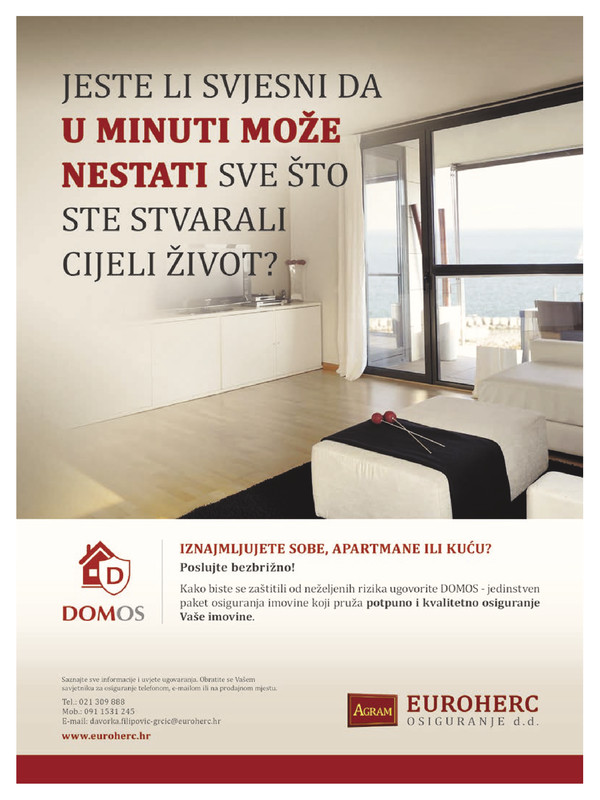 JESTE LI SVJESNI DA
U MINUTI MOŽE
NESTATI SVE ŠTO
STE STVARALI
CIJELI ŽIVOT?
D
DOMOS
IZNAJMLJUJETE SOBE, APARTMANE ILI KUĆU?
Poslujte bezbrižno!
Kako biste se zaštitili od neželjenih rizika ugovorite DOMOS - jedinstven
paket osiguranja imovine koji pruža potpuno i kvalitetno osiguranje
Vaše imovine.
Saznajte sve informacije i uvjete ugovaranja. Obratite se Vašem
savjetniku za osiguranje telefonom, e-mailom ili na prodajnom mjestu.
Tel.: 021 309 888
Mob.: 091 1531 245
E-mail: davorka.filipovic-grcic@euroherc.hr
www.euroherc.hr
AGRAM
EUROHERC
OSIGURANJE d.d.